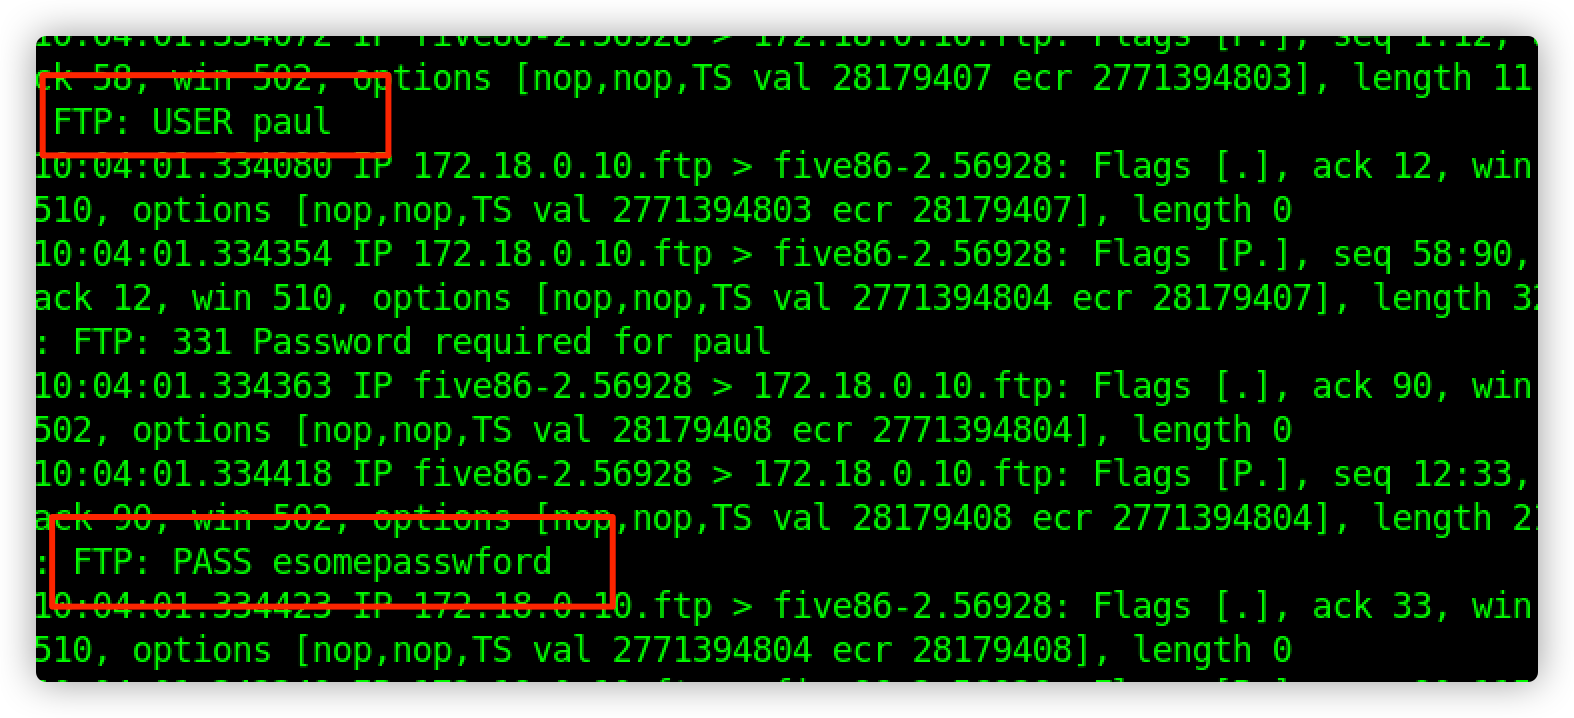 10:04:01.334072 IP five86-2.56928 > 172.18.0.10.ftp: Flags [P.], seq 1:12,
ck 58, win 502, options [nop,nop,TS val 28179407 ecr 2771394803], length 11
FTP: USER paul
10:04:01.334080 IP 172.18.0.10.ftp > five86-2.56928: Flags [.], ack 12, win
510, options [nop,nop,TS val 2771394803 ecr 28179407], length 0
10:04:01.334354 IP 172.18.0.10.ftp > five86-2.56928: Flags [P.], seq 58:90,
ack 12, win 510, options [nop,nop,TS val 2771394804 ecr 28179407], length 32
: FTP: 331 Password required for paul
10:04:01.334363 IP five86-2.56928 > 172.18.0.10.ftp: Flags [.], ack 90, win
502, options [nop,nop,TS val 28179408 ecr 2771394804], length 0
10:04:01.334418 IP five86-2.56928 > 172.18.0.10.ftp: Flags [P.], seq 12:33,
ack 90, win 502, options [nop,nop,TS val 28179408 ecr 2771394804], length 21
: FTP: PASS esomepasswford
10:04:01.334423 IP 172.18.0.10.ftp > five86-2.56928: Flags [.], ack 33, win
510, options [nop,nop,TS val 2771394804 ecr 28179408], length 0